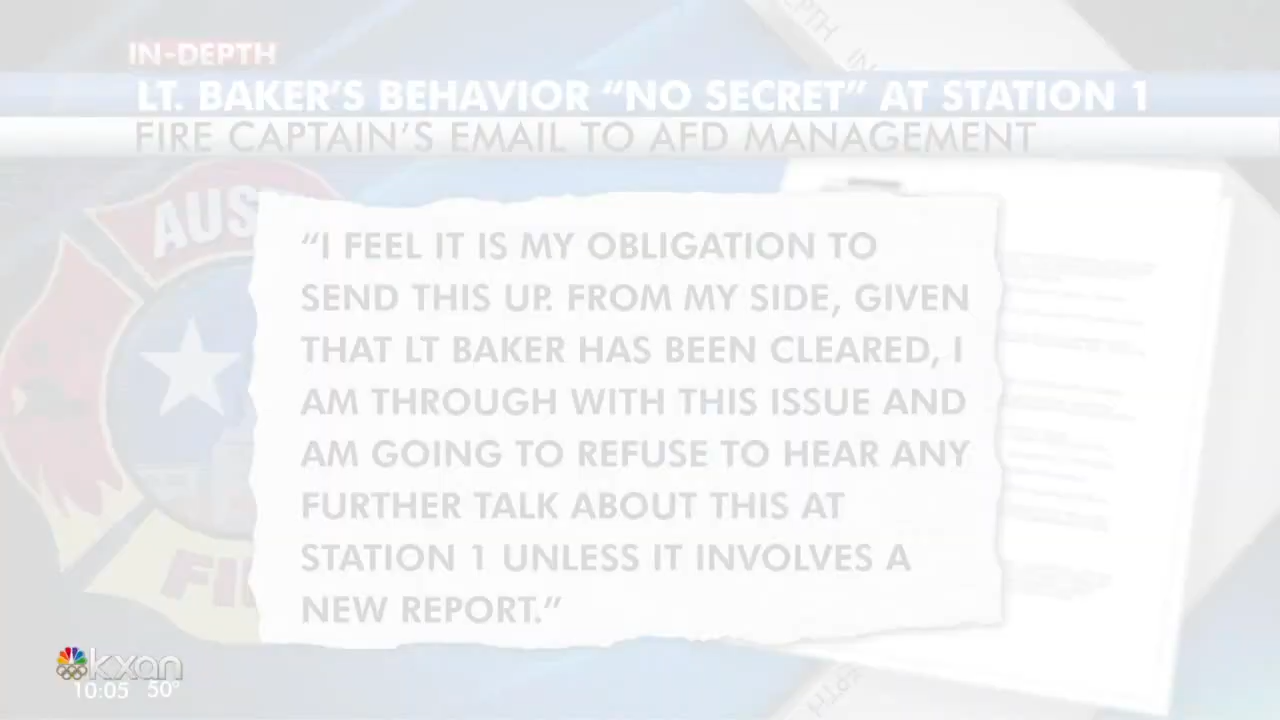 IN-DEPTH
LT. BAKER'S BEHAVIOR “NO SECRET” AT STATION 1
FIRE CAPTAIN'S EMAIL TO AFD MANAGEMENT
AUS
“I FEEL IT IS MY OBLIGATION TO
SEND THIS UP. FROM MY SIDE, GIVEN
THAT LT BAKER HAS BEEN CLEARED, I
AM THROUGH WITH THIS ISSUE AND
AM GOING TO REFUSE TO HEAR ANY
FURTHER TALK ABOUT THIS AT
STATION 1 UNLESS IT INVOLVES A
NEW REPORT.”
FI
kxan
10:05 50°